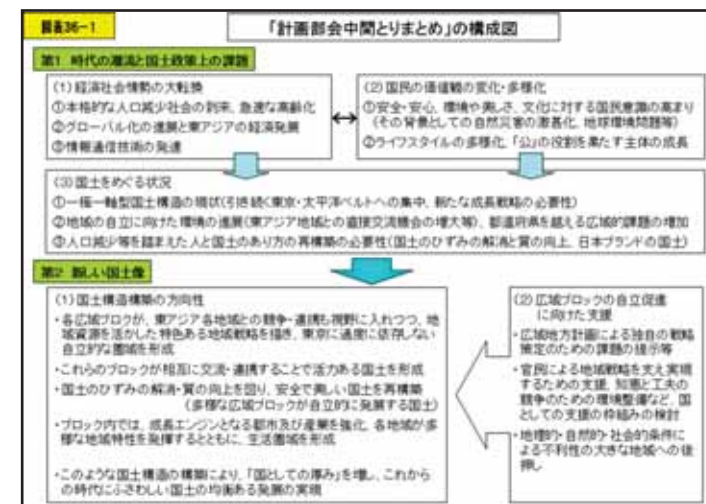 図表36-1
「計画部会中間とりまとめ」の構成図
第1 時代の潮流と国土政策上の課題
(1)経済社会情勢の大転換
①本格的な人口減少社会の到来、急速な高齢化
②グローバル化の進展と東アジアの経済発展
③情報通信技術の発達
(2)国民の価値観の変化・多様化
①安全・安心、環境や美しさ、文化に対する国民意識の高まり
(その背景としての自然災害の激甚化、地球環境問題等)
②ライフスタイルの多様化、「公」の役割を果たす主体の成長
(3)国土をめぐる状況
①一極一軸型国土構造の現状(引き続く東京・太平洋ベルトへの集中、新たな成長戦略の必要性)
②地域の自立に向けた環境の進展(東アジア地域との直接交流機会の増大等)、都道府県を越える広域的課題の増加
③人口減少等を踏まえた人と国土のあり方の再構築の必要性(国土のひずみの解消と質の向上、日本ブランドの国土)
第2 新しい国土像
(1)国土構造構築の方向性
・各広域ブロクが、東アジア各地域との競争・連携も視野に入れつつ、地
域資源を活かした特色ある地域戦略を描き、東京に過度に依存しない
自立的な圏域を形成
・これらのブロックが相互に交流・連携することで活力ある国土を形成
・国土のひずみの解消・質の向上を図り、安全で美しい国土を再構築
(多様な広域ブロックが自立的に発展する国土)
・ブロック内では、成長エンジンとなる都市及び産業を強化、各地域が多
様な地域特性を発揮するとともに、生活圏域を形成
・このような国土構造の構築により、「国としての厚み」を増し、これから
の時代にふさわしい国土の均衡ある発展の実現
(2)広域ブロックの自立促進
に向けた支援
・広域地方計画による独自の戦略
策定のための課題の提示等
・官民による地域戦略を支え実現
するための支援、知恵と工夫の
競争のための環境整備など、国
としての支援の枠組みの検討
・地理的・自然的・社会的条件に
よる不利性の大きな地域への後
押し